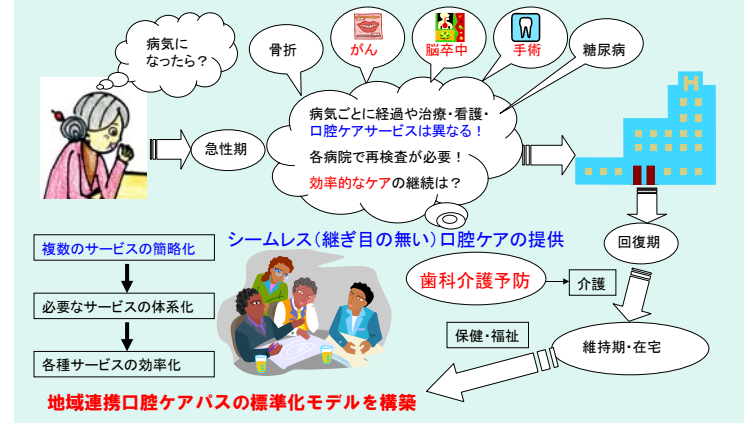 病気に
なったら？
骨折
がん
脳卒中
手術
糖尿病
病気ごとに経過や治療・看護・
口腔ケアサービスは異なる！
各病院で再検査が必要！
効率的なケアの継続は？
急性期
H
回復期
シームレス（継ぎ目の無い）口腔ケアの提供
複数のサービスの簡略化
必要なサービスの体系化
各種サービスの効率化
歯科介護予防
介護
保健・福祉
維持期・在宅
地域連携口腔ケアパスの標準化モデルを構築